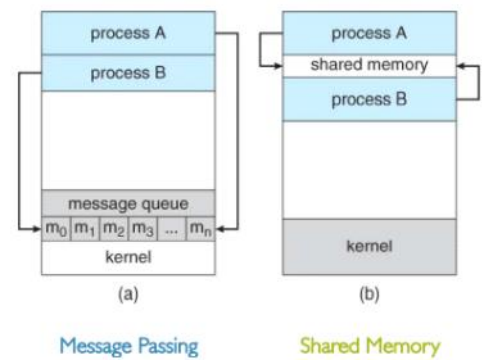 process A
process B
message queue
m0 m1 m2 m3 ... mn
kernel
(a)
Message Passing
process A
shared memory
process B
kernel
(b)
Shared Memory